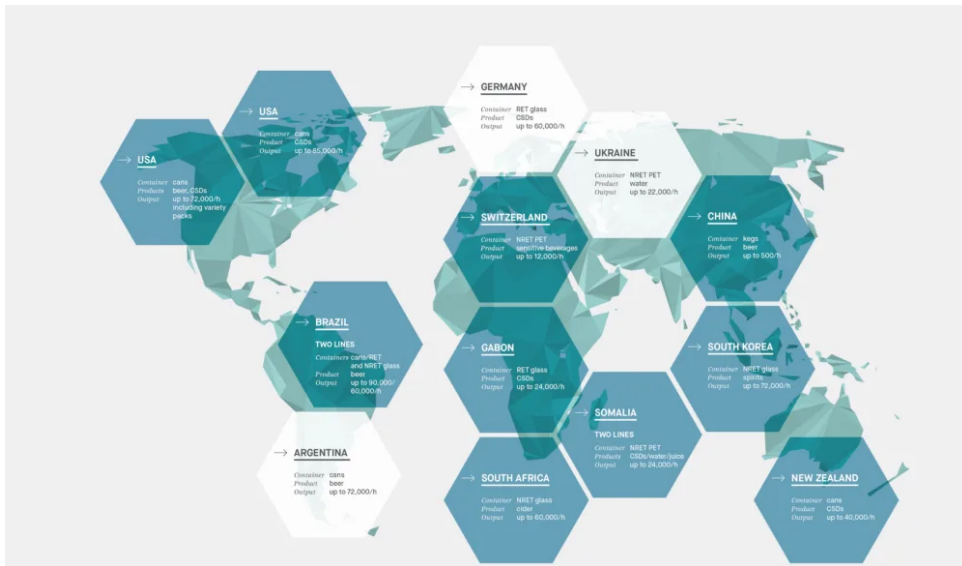 → USA
Container cans
Product CSDs
Output up to 85,000/h
→ USA
Container cans
Products beer, CSDs
Output up to 72,000/h
including variety
packs
→ GERMANY
Container RET glass
Product CSDs
Output up to 60,000/h
→ UKRAINE
Container NRET PET
Product water
Output up to 22,000/h
→ SWITZERLAND
Container NRET PET
Product sensitive beverages
Output up to 12,000/h
→ CHINA
Container kegs
Product beer
Output up to 500/h
→ BRAZIL
TWO LINES
Containers cans/RET
and NRET glass
Product beer
Output up to 90,000/
60,000/h
→ GABON
Container RET glass
Product CSDs
Output up to 24,000/h
→ SOUTH KOREA
Container NRET glass
Product spirits
Output up to 72,000/h
→ SOMALIA
TWO LINES
Container NRET PET
Products CSDs/water/juice
Output up to 24,000/h
→ ARGENTINA
Container cans
Product beer
Output up to 72,000/h
→ SOUTH AFRICA
Container NRET glass
Product cider
Output up to 60,000/h
→ NEW ZEALAND
Container cans
Product CSDs
Output up to 40,000/h